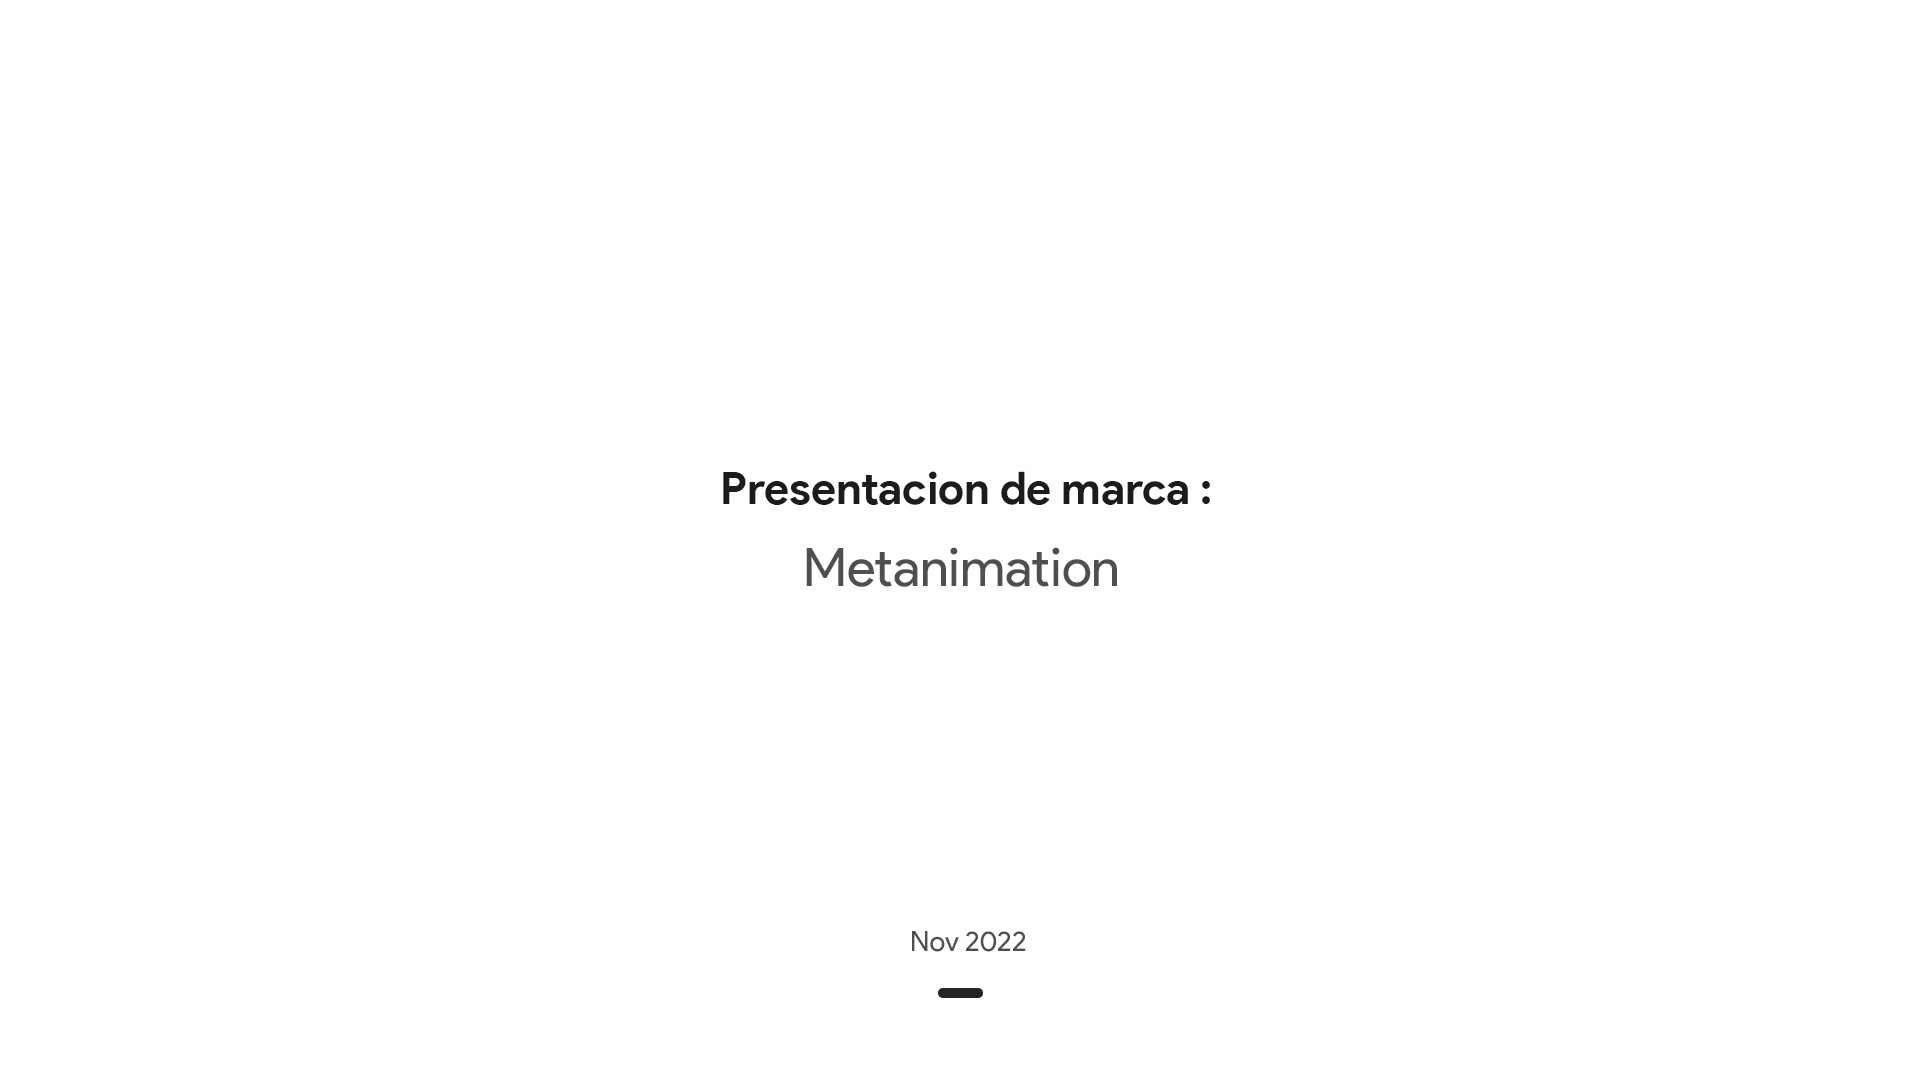 Presentacion de marca :
Metanimation
Nov 2022